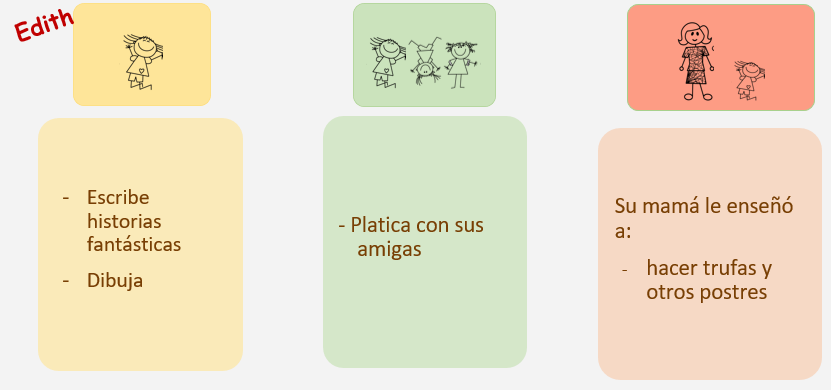 Edith
- Escribe
historias
fantásticas
- Dibuja
- Platica con sus
amigas
Su mamá le enseñó
a:
- hacer trufas y
otros postres